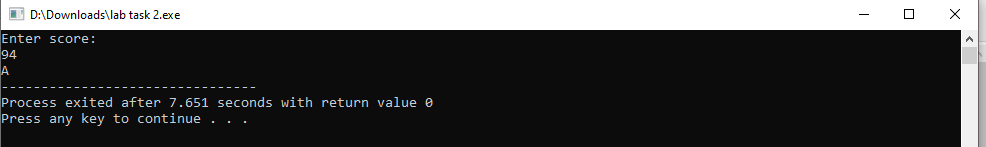 D:\Downloads\lab task 2.exe
Enter score:
94
A
--------------------------------
Process exited after 7.651 seconds with return value 0
Press any key to continue . . .